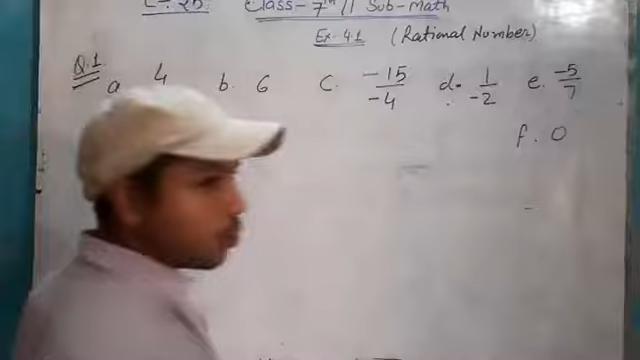 Class-7th // Sub-Math
Ex-4.1 (Rational Number)
Q.1
a 4 b. 6 c. -15/-4 d. 1/-2 e. -5/7
f. 0